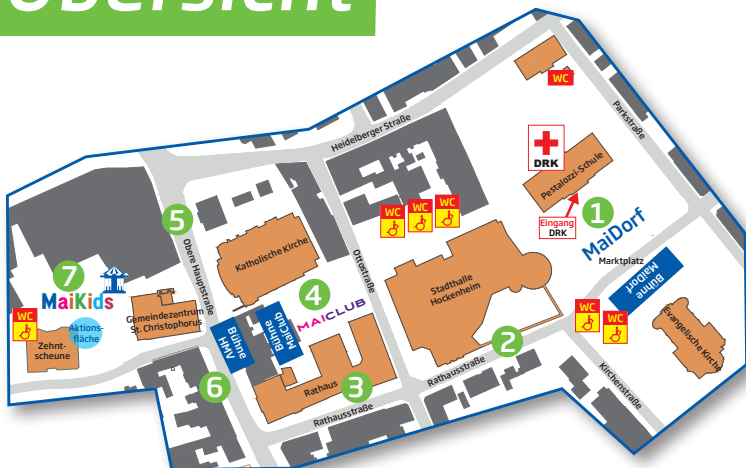 Übersicht
WC
Parkstraße
Heidelberger Straße
DRK
Pestalozzi-Schule
Eingang
DRK
1
MaiDorf
Marktplatz
Bühne
MaiDorf
WC
WC
WC
5
Obere Hauptstraße
Katholische Kirche
Ottostraße
Stadthalle
Hockenheim
7
MaiKids
WC
Aktions-
fläche
Zehnt-
scheune
Gemeindezentrum
St. Christophorus
4
MAICLUB
Bühne
MaiClub
HMV
Bühne
WC
WC
Evangelische Kirche
2
Rathausstraße
Kirchenstraße
6
Rathaus
3
Rathausstraße